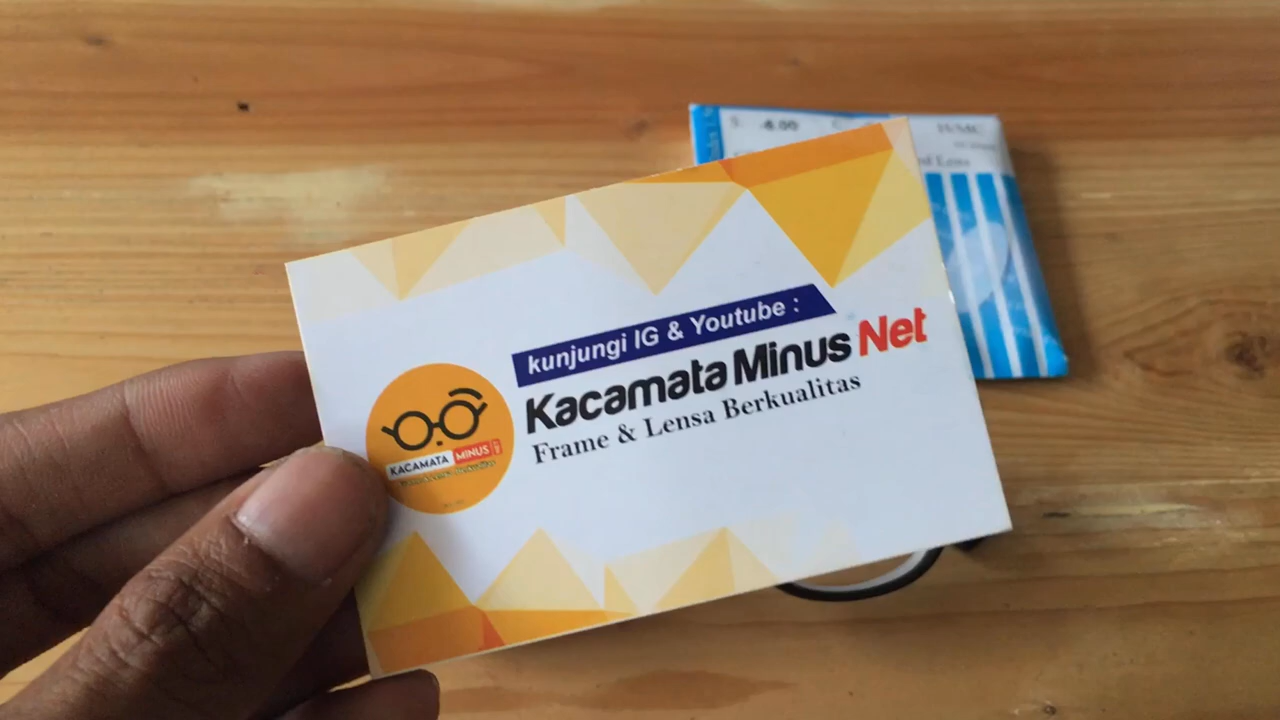 -6.00
kunjungi IG & Youtube :
Kacamata Minus Net
Frame & Lensa Berkualitas
KACAMATA MINUS